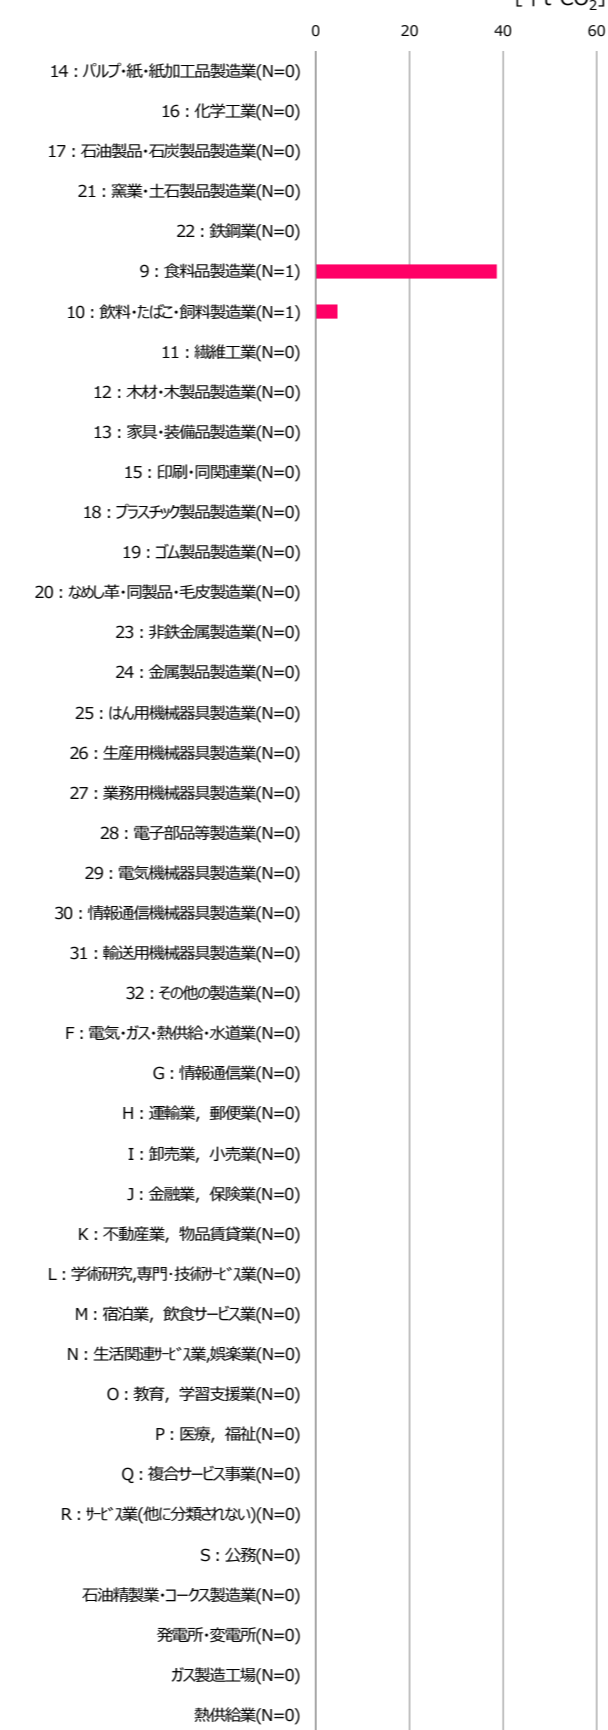 [千t-CO2]
0 20 40 60
14：パルプ・紙・紙加工品製造業(N=0)
16：化学工業(N=0)
17：石油製品・石炭製品製造業(N=0)
21：窯業・土石製品製造業(N=0)
22：鉄鋼業(N=0)
9：食料品製造業(N=1)
10：飲料・たばこ・飼料製造業(N=1)
11：繊維工業(N=0)
12：木材・木製品製造業(N=0)
13：家具・装備品製造業(N=0)
15：印刷・同関連業(N=0)
18：プラスチック製品製造業(N=0)
19：ゴム製品製造業(N=0)
20：なめし革・同製品・毛皮製造業(N=0)
23：非鉄金属製造業(N=0)
24：金属製品製造業(N=0)
25：はん用機械器具製造業(N=0)
26：生産用機械器具製造業(N=0)
27：業務用機械器具製造業(N=0)
28：電子部品等製造業(N=0)
29：電気機械器具製造業(N=0)
30：情報通信機械器具製造業(N=0)
31：輸送用機械器具製造業(N=0)
32：その他の製造業(N=0)
F：電気・ガス・熱供給・水道業(N=0)
G：情報通信業(N=0)
H：運輸業，郵便業(N=0)
I：卸売業，小売業(N=0)
J：金融業，保険業(N=0)
K：不動産業，物品賃貸業(N=0)
L：学術研究,専門・技術ｻｰﾋﾞｽ業(N=0)
M：宿泊業，飲食サービス業(N=0)
N：生活関連ｻｰﾋﾞｽ業,娯楽業(N=0)
O：教育，学習支援業(N=0)
P：医療，福祉(N=0)
Q：複合サービス事業(N=0)
R：ｻｰﾋﾞｽ業(他に分類されない)(N=0)
S：公務(N=0)
石油精製業・コークス製造業(N=0)
発電所・変電所(N=0)
ガス製造工場(N=0)
熱供給業(N=0)